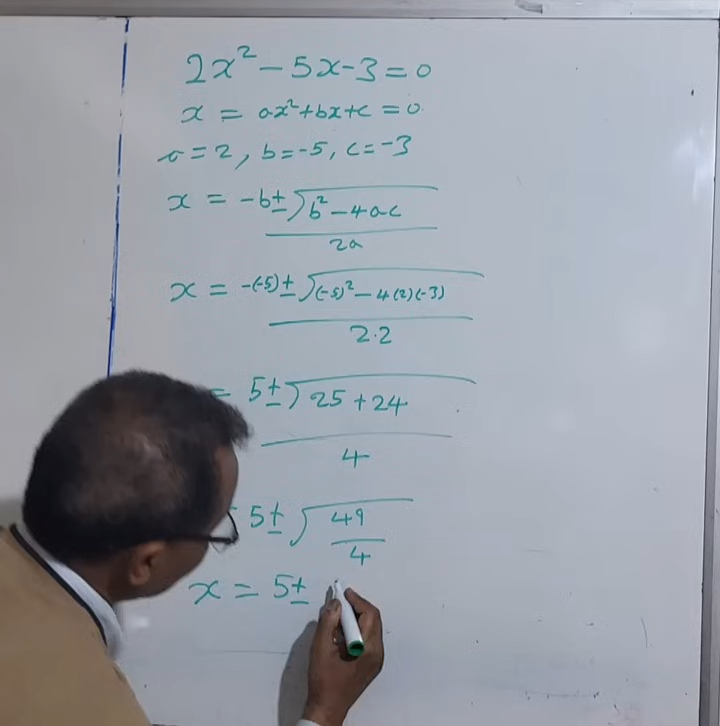 2x² - 5x - 3 = 0
x = ax² + bx + c = 0
a = 2, b = -5, c = -3
x = -b ± √b² - 4ac
2a
x = -(-5) ± √(-5)² - 4(2)(-3)
2·2
= 5 ± √25 + 24
4
5 ± √49
4
x = 5 ±